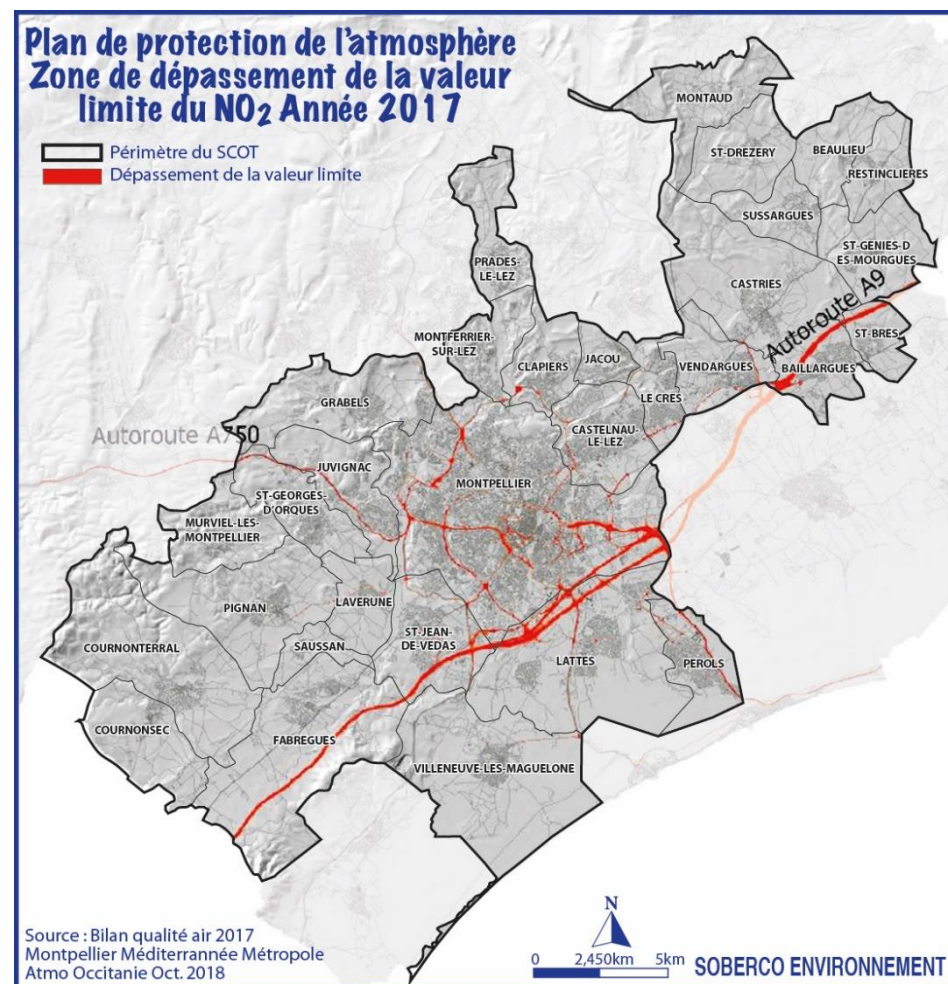 Plan de protection de l'atmosphère
Zone de dépassement de la valeur
limite du NO2 Année 2017
Périmètre du SCOT
Dépassement de la valeur limite
MONTAUD
ST-DREZERY
BEAULIEU
RESTINCLIERES
SUSSARGUES
ST-GENIES-D
ES-MOURGUES
PRADES-
LE-LEZ
CASTRIES
Autoroute A9
ST-BRES
MONTFERRIER-
SUR-LEZ
CLAPIERS
JACOU
VENDARGUES
BAILLARGUES
LE CRES
GRABELS
CASTELNAU-
LE-LEZ
Autoroute A750
JUVIGNAC
MONTPELLIER
ST-GEORGES-
D'ORQUES
MURVIEL-LES-
MONTPELLIER
PIGNAN
LAVERUNE
ST-JEAN-
DE-VEDAS
COURNONTERRAL
SAUSSAN
LATTES
PEROLS
COURNONSEC
FABREGUES
VILLENEUVE-LES-MAGUELONE
N
0 2,450km 5km
Source : Bilan qualité air 2017
Montpellier Méditerrannée Métropole
Atmo Occitanie Oct. 2018
SOBERCO ENVIRONNEMENT